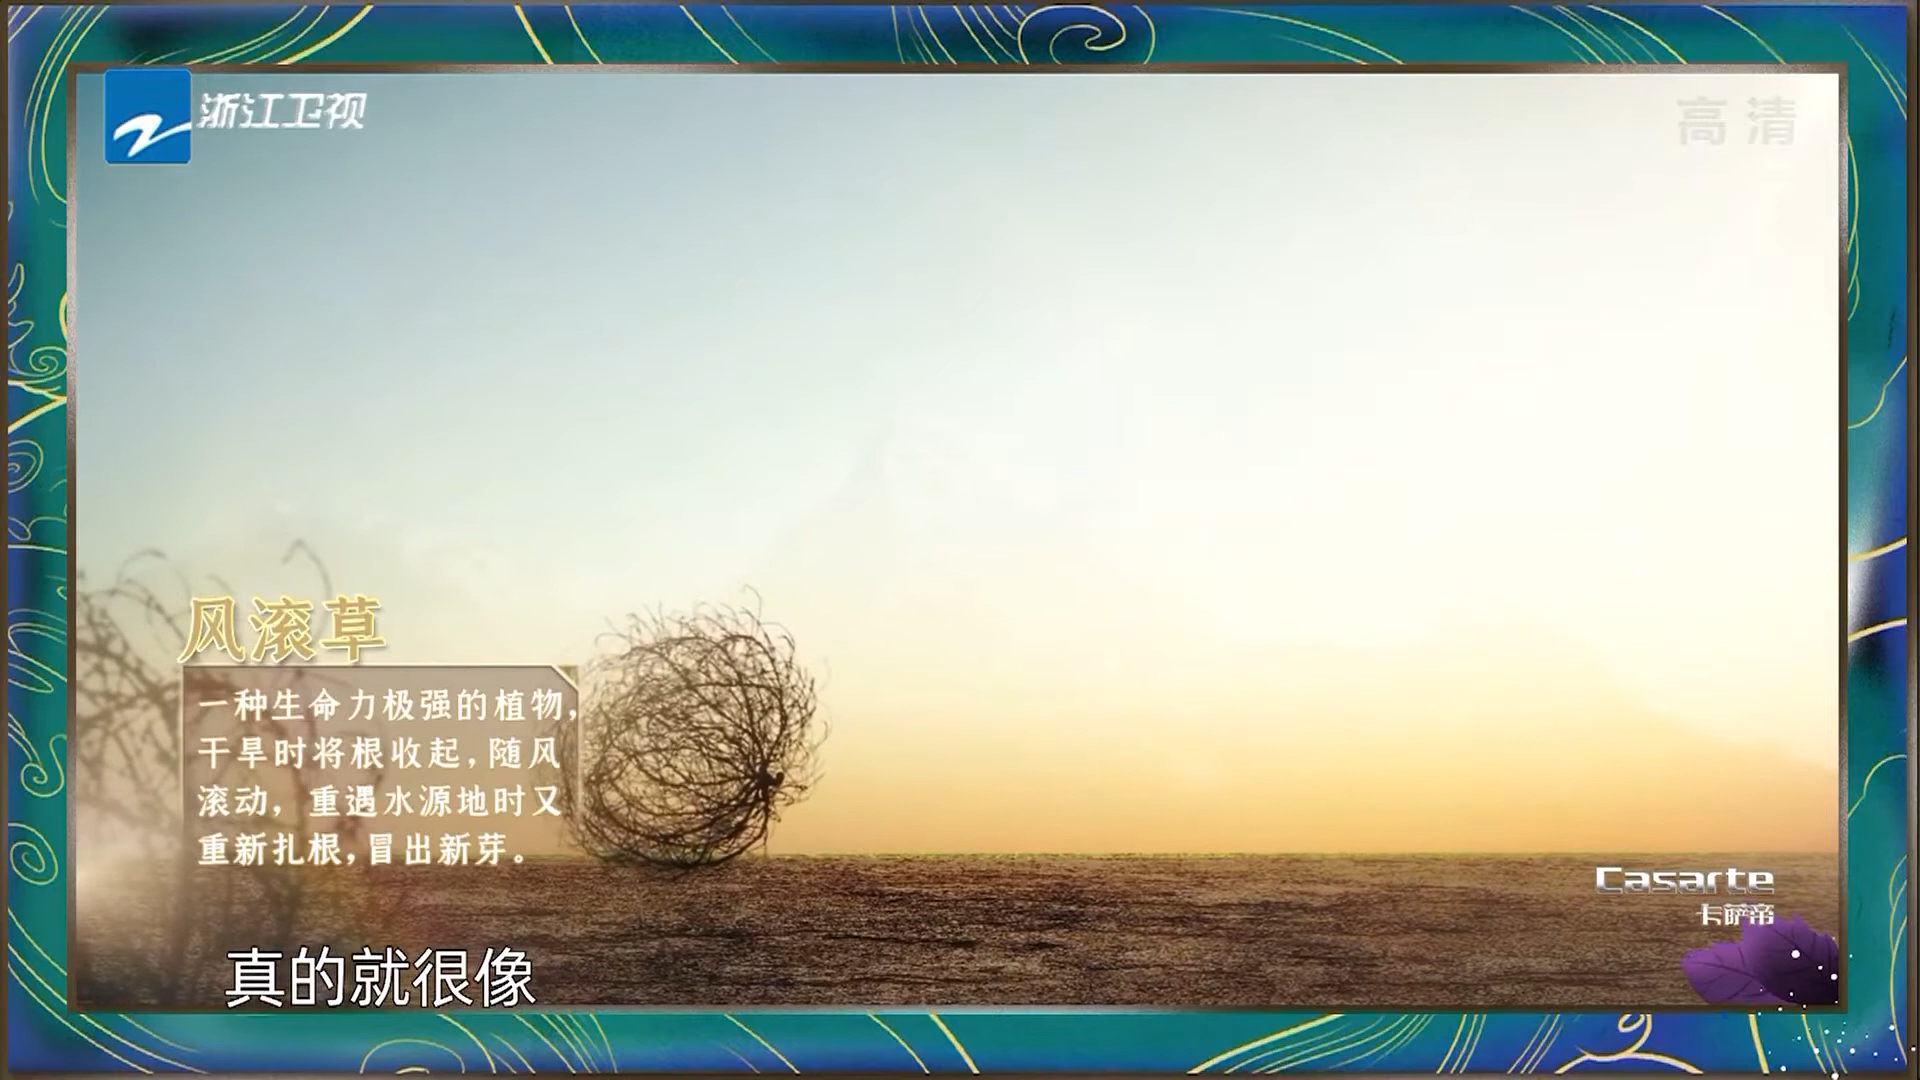 浙江卫视
高清
风滚草
一种生命力极强的植物，
干旱时将根收起，随风
滚动，重遇水源地时又
重新扎根，冒出新芽。
Casarte
卡萨帝
真的就很像